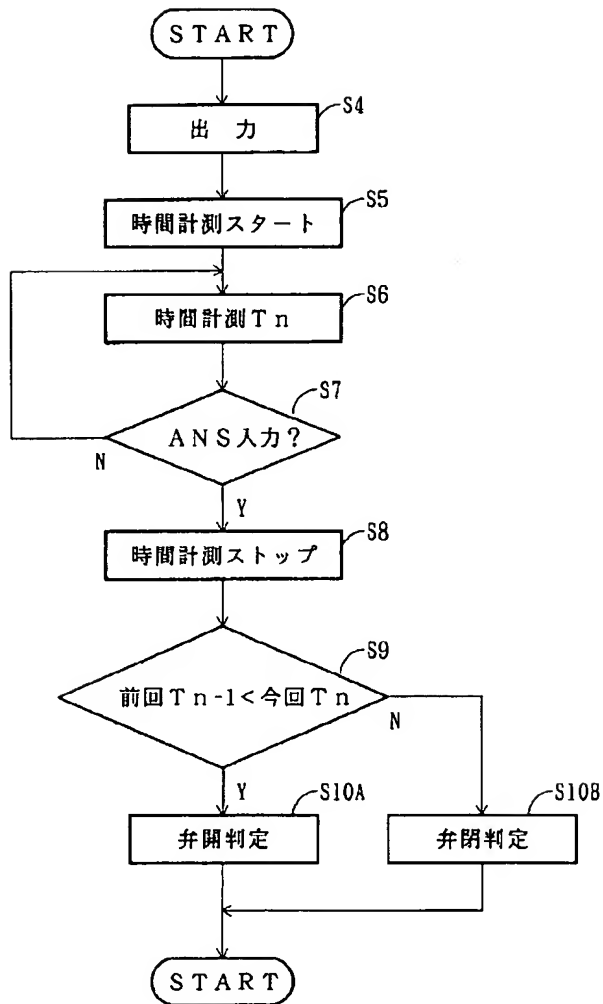 START
S4
出 力
S5
時間計測スタート
S6
時間計測Tn
S7
ANS入力?
N
Y
S8
時間計測ストップ
S9
前回Tn-1<今回Tn
N
Y
S10A
S10B
弁開判定
弁閉判定
START